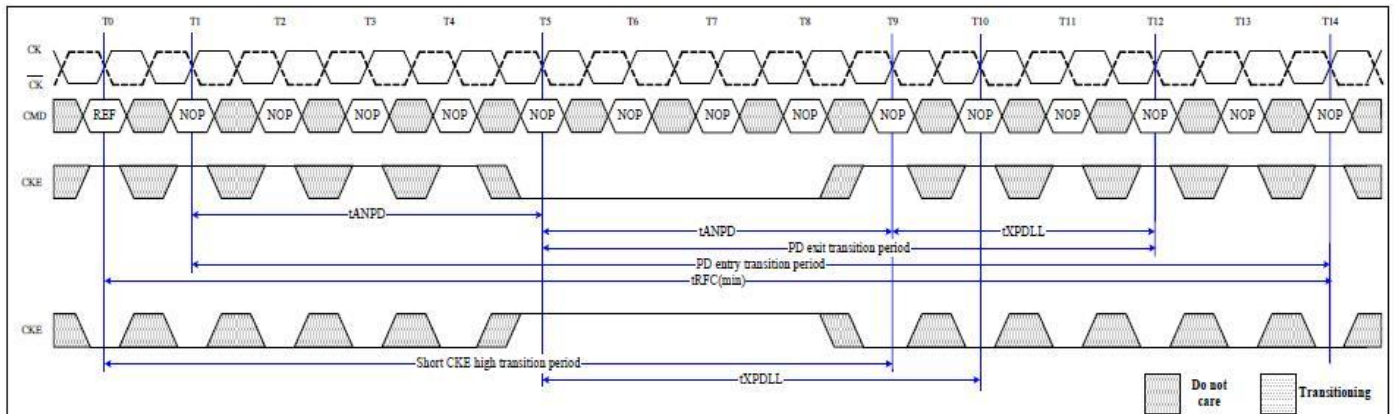 T0 T1 T2 T3 T4 T5 T6 T7 T8 T9 T10 T11 T12 T13 T14
CK
CK
CMD REF NOP NOP NOP NOP NOP NOP NOP NOP NOP NOP NOP NOP NOP NOP
CKE
tANPD
tANPD tXPDLL
PD exit transition period
PD entry transition period
tRFC(min)
CKE
Short CKE high transition period
tXPDLL
Do not care
Transitioning